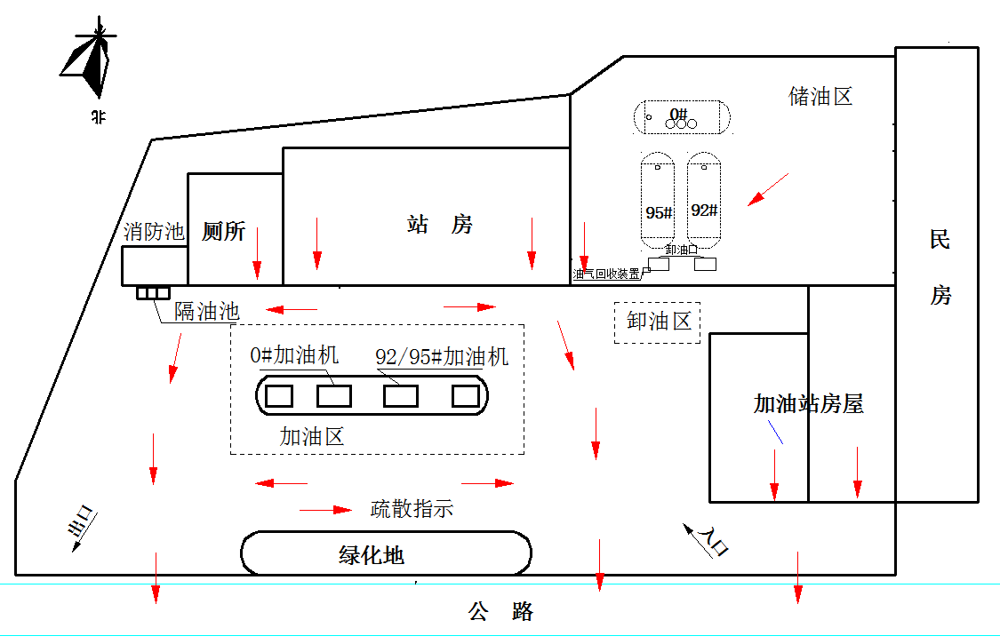 北
储油区
0#
95#
92#
卸油口
油气回收装置
消防池
厕所
站 房
民
房
隔油池
卸油区
0#加油机
92/95#加油机
加油站房屋
加油区
疏散指示
出口
入口
绿化地
公 路